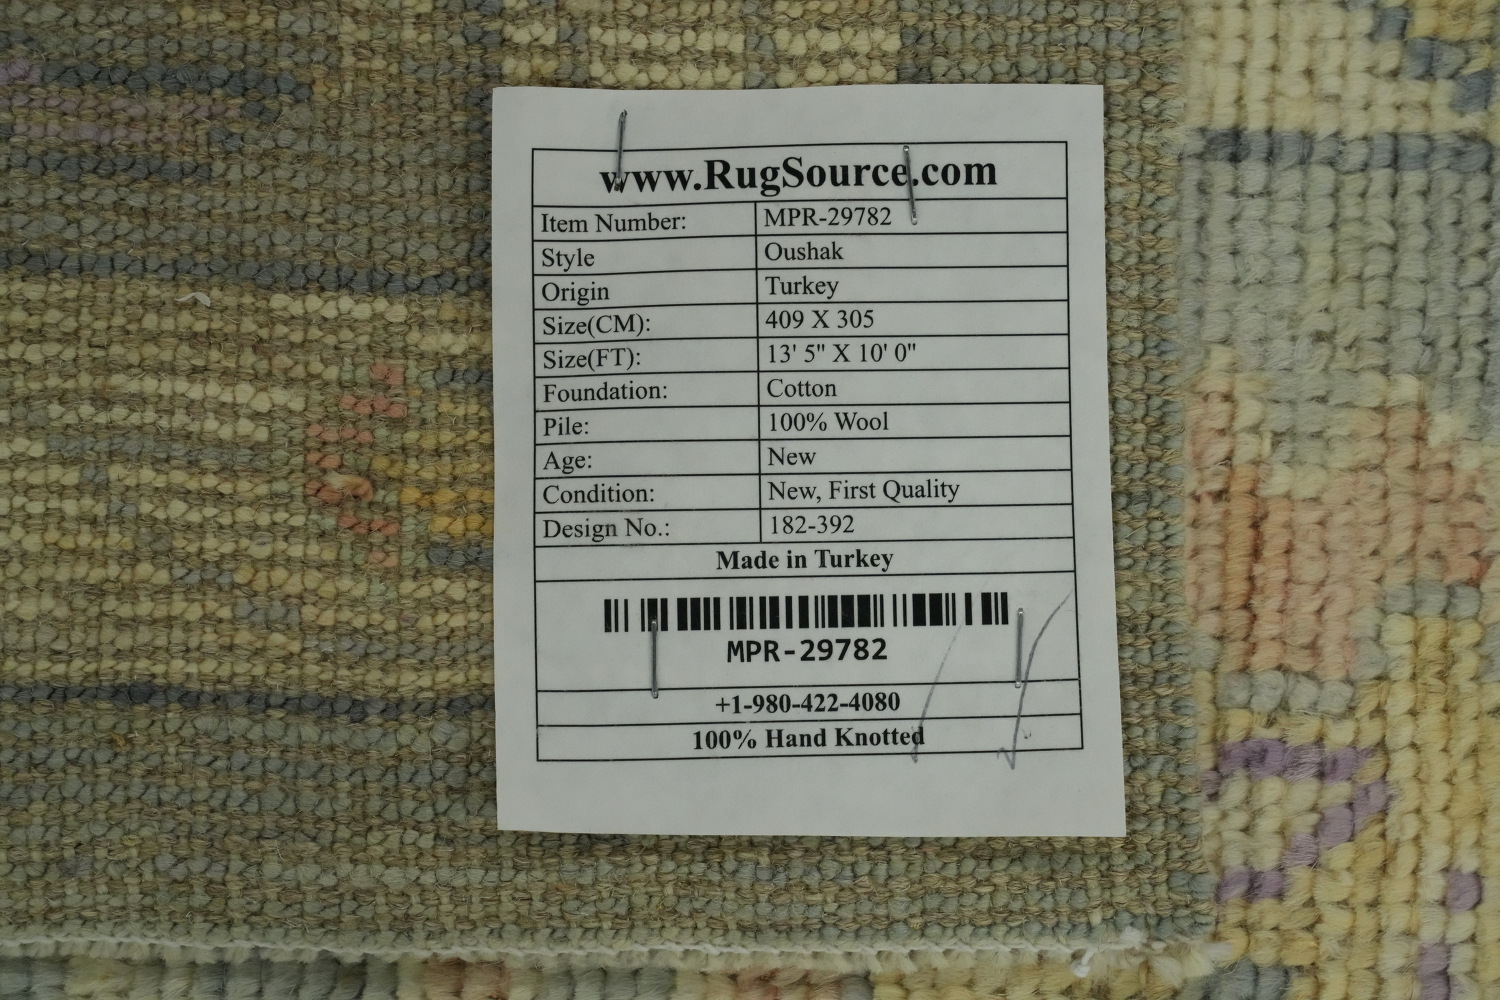 www.RugSource.com
Item Number: MPR-29782
Style Oushak
Origin Turkey
Size(CM): 409 X 305
Size(FT): 13' 5" X 10' 0"
Foundation: Cotton
Pile: 100% Wool
Age: New
Condition: New, First Quality
Design No.: 182-392
Made in Turkey
MPR-29782
+1-980-422-4080
100% Hand Knotted